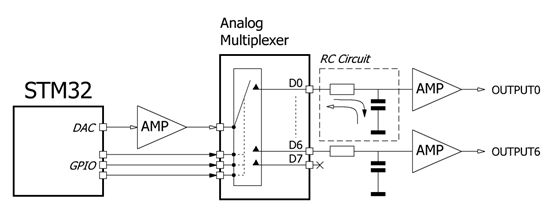 Analog
Multiplexer
RC Circuit
STM32
D0
OUTPUT0
DAC
AMP
AMP
D6
OUTPUT6
GPIO
D7
AMP